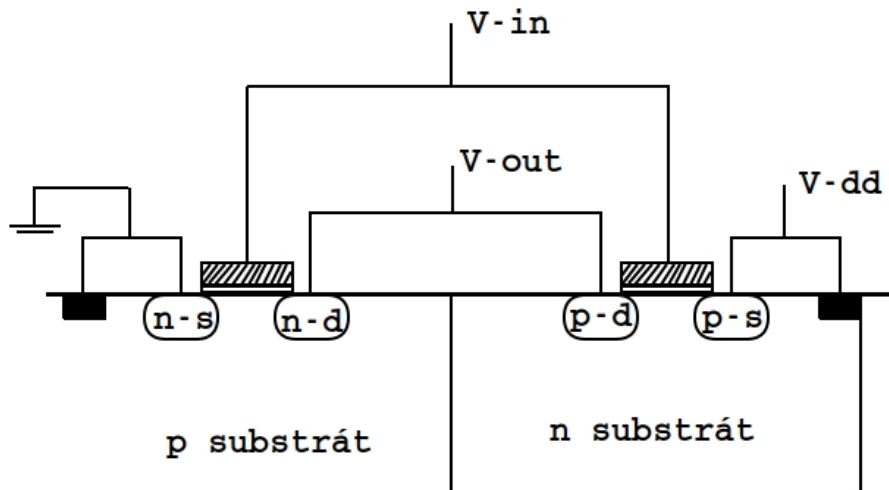 V-in
V-out
V-dd
n-s
n-d
p-d
p-s
p substrát
n substrát